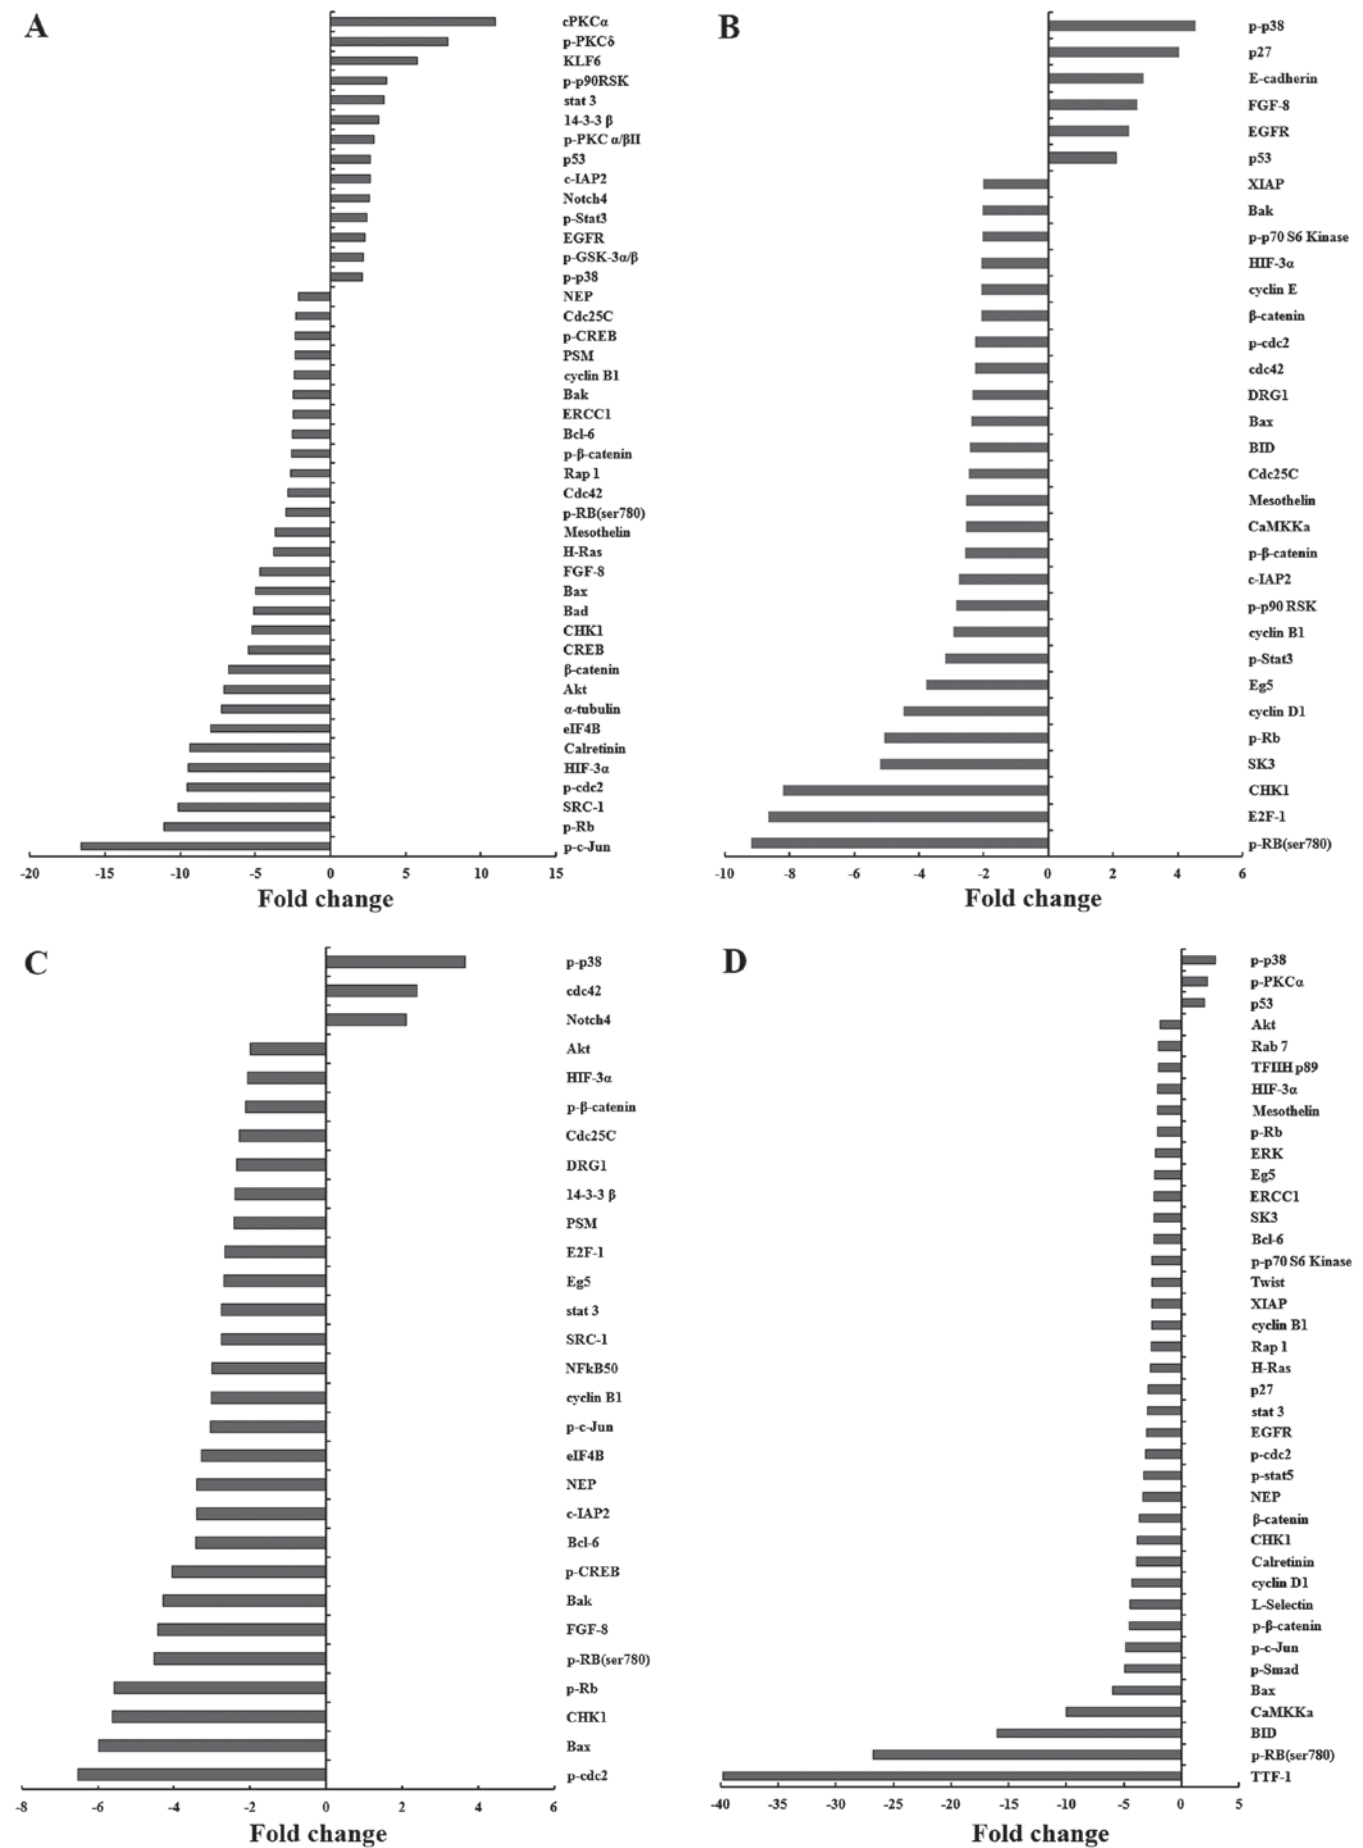 A
cPKCα
p-PKCδ
KLF6
p-p90RSK
stat 3
14-3-3 β
p-PKC α/βII
p53
c-IAP2
Notch4
p-Stat3
EGFR
p-GSK-3α/β
p-p38
NEP
Cdc25C
p-CREB
PSM
cyclin B1
Bak
ERCC1
Bcl-6
p-β-catenin
Rap 1
Cdc42
p-RB(ser780)
Mesothelin
H-Ras
FGF-8
Bax
Bad
CHK1
CREB
β-catenin
Akt
α-tubulin
eIF4B
Calretinin
HIF-3α
p-cdc2
SRC-1
p-Rb
p-c-Jun
-20 -15 -10 -5 0 5 10 15
Fold change
B
p-p38
p27
E-cadherin
FGF-8
EGFR
p53
XIAP
Bak
p-p70 S6 Kinase
HIF-3α
cyclin E
β-catenin
p-cdc2
cdc42
DRG1
Bax
BID
Cdc25C
Mesothelin
CaMKKa
p-β-catenin
c-IAP2
p-p90 RSK
cyclin B1
p-Stat3
Eg5
cyclin D1
p-Rb
SK3
CHK1
E2F-1
p-RB(ser780)
-10 -8 -6 -4 -2 0 2 4 6
Fold change
C
p-p38
cdc42
Notch4
Akt
HIF-3α
p-β-catenin
Cdc25C
DRG1
14-3-3 β
PSM
E2F-1
Eg5
stat 3
SRC-1
NFkB50
cyclin B1
p-c-Jun
eIF4B
NEP
c-IAP2
Bcl-6
p-CREB
Bak
FGF-8
p-RB(ser780)
p-Rb
CHK1
Bax
p-cdc2
-8 -6 -4 -2 0 2 4 6
Fold change
D
p-p38
p-PKCα
p53
Akt
Rab 7
TFIIH p89
HIF-3α
Mesothelin
p-Rb
ERK
Eg5
ERCC1
SK3
Bcl-6
p-p70 S6 Kinase
Twist
XIAP
cyclin B1
Rap 1
H-Ras
p27
stat 3
EGFR
p-cdc2
p-stat5
NEP
β-catenin
CHK1
Calretinin
cyclin D1
L-Selectin
p-β-catenin
p-c-Jun
p-Smad
Bax
CaMKKa
BID
p-RB(ser780)
TTF-1
-40 -35 -30 -25 -20 -15 -10 -5 0 5
Fold change